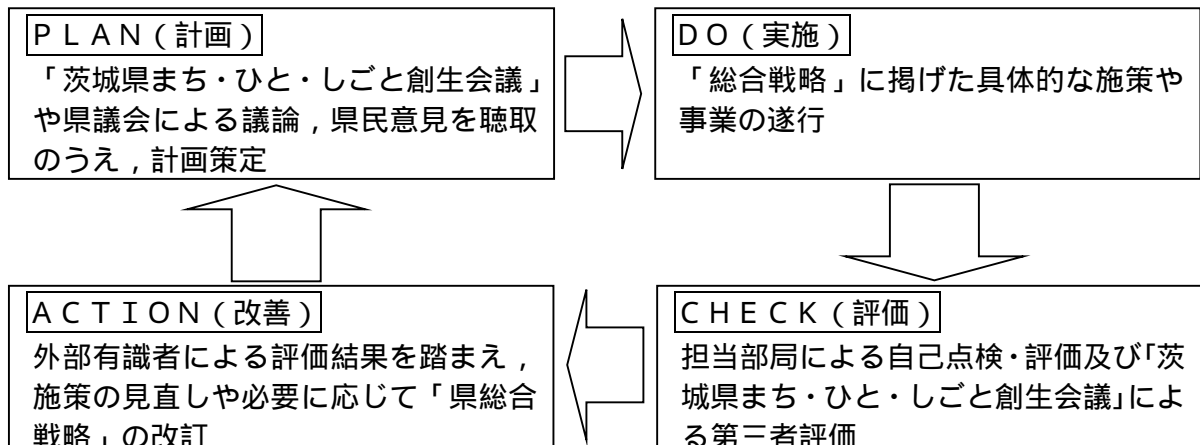 ＰＬＡＮ（計画）
「茨城県まち・ひと・しごと創生会議」
や県議会による議論，県民意見を聴取
のうえ，計画策定
ＤＯ（実施）
「総合戦略」に掲げた具体的な施策や
事業の遂行
ＡＣＴＩＯＮ（改善）
外部有識者による評価結果を踏まえ，
施策の見直しや必要に応じて「県総合
戦略」の改訂
ＣＨＥＣＫ（評価）
担当部局による自己点検・評価及び「茨
城県まち・ひと・しごと創生会議」によ
る第三者評価